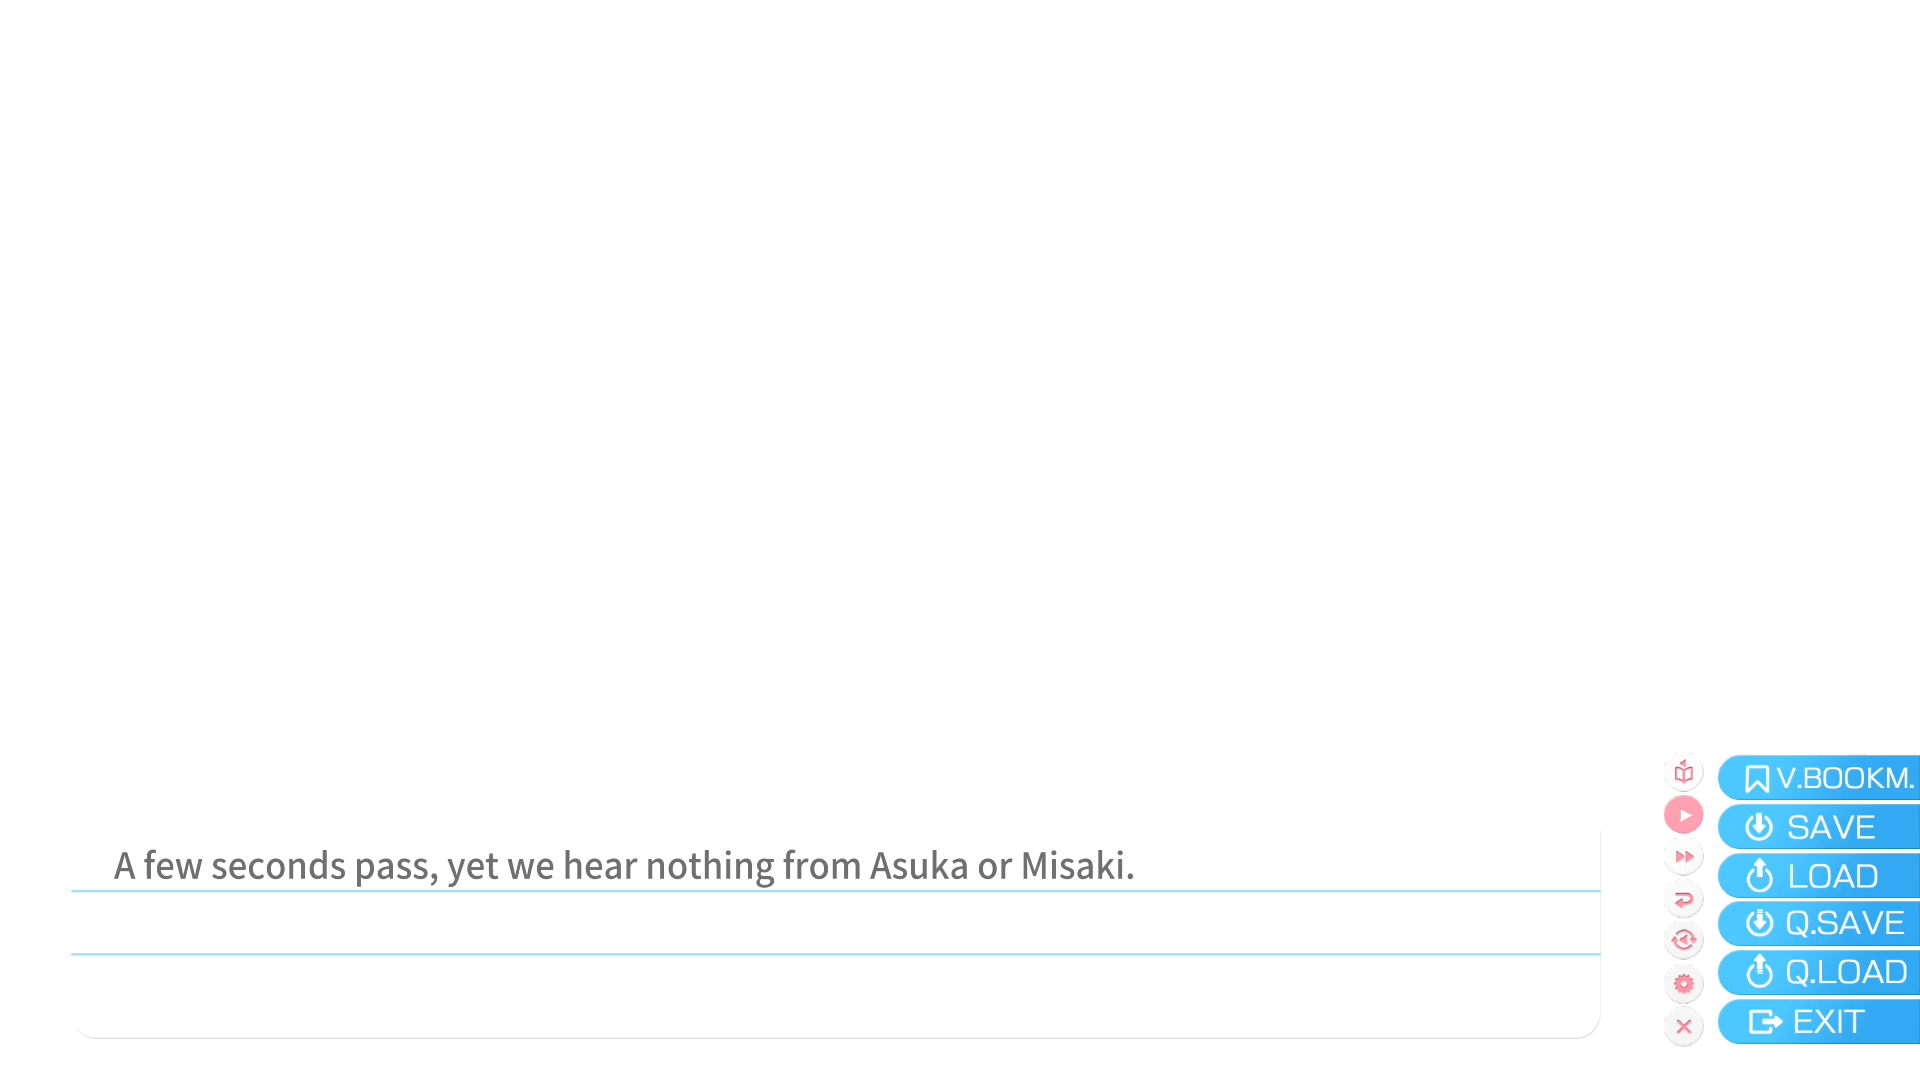 A few seconds pass, yet we hear nothing from Asuka or Misaki.
V.BOOKM.
SAVE
LOAD
Q.SAVE
Q.LOAD
EXIT